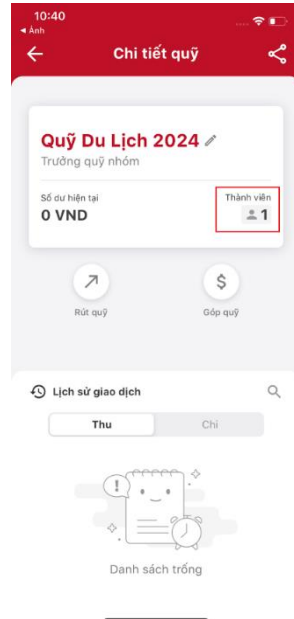 10:40
◂ Ảnh
Chi tiết quỹ
Quỹ Du Lịch 2024
Trưởng quỹ nhóm
Số dư hiện tại
Thành viên
0 VND
1
Rút quỹ
Góp quỹ
Lịch sử giao dịch
Thu
Chi
Danh sách trống